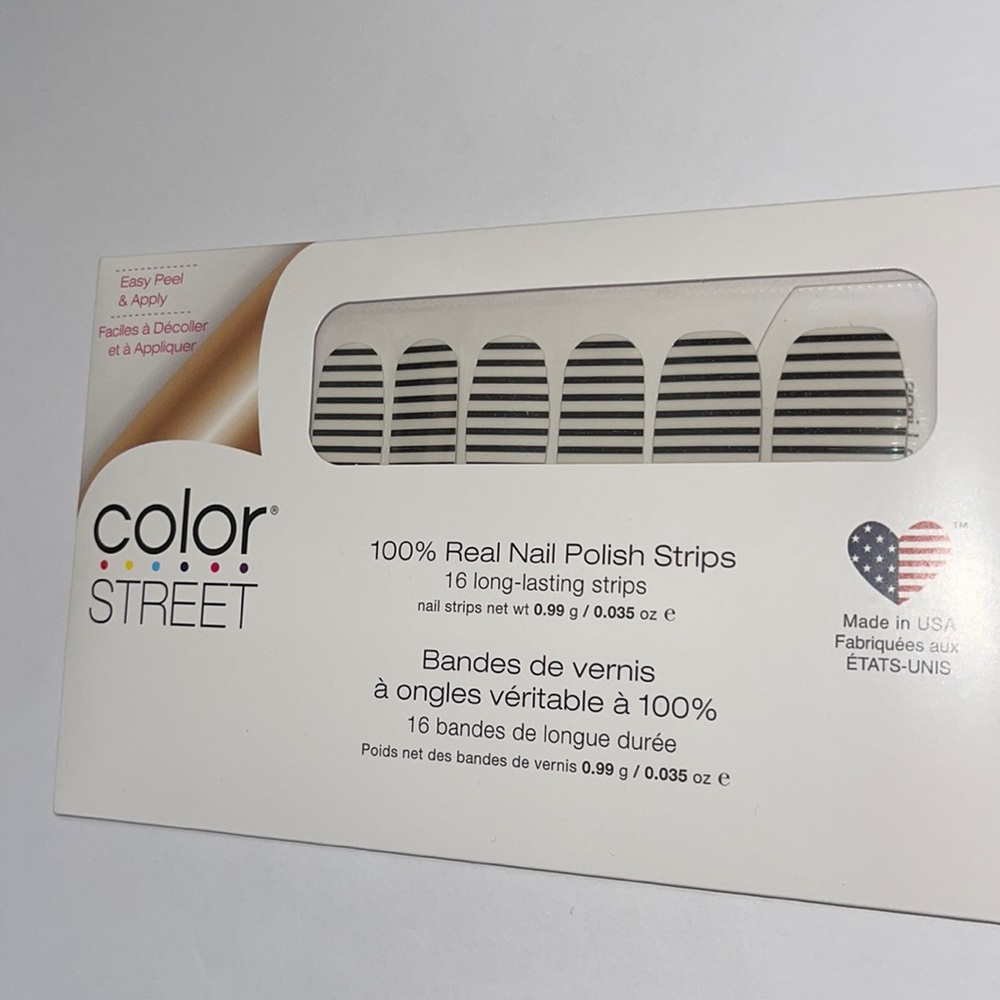 Easy Peel
& Apply
Faciles à Décoller
et à Appliquer
color®
STREET
100% Real Nail Polish Strips
16 long-lasting strips
nail strips net wt 0.99 g / 0.035 oz e
Bandes de vernis
à ongles véritable à 100%
16 bandes de longue durée
Poids net des bandes de vernis 0.99 g / 0.035 oz e
TM
Made in USA
Fabriquées aux
ÉTATS-UNIS